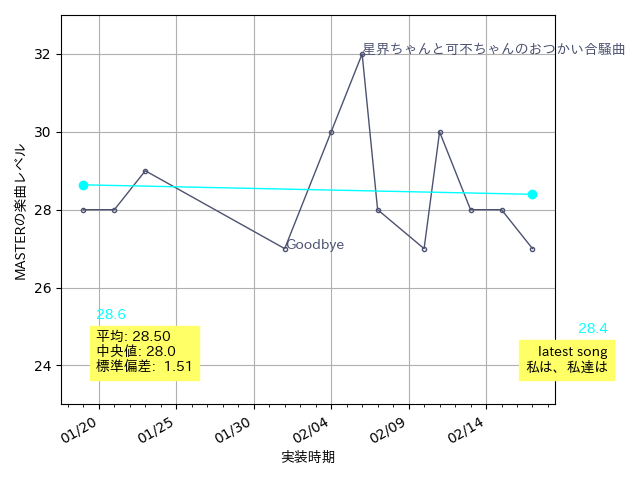 32
30
28
26
24
MASTERの楽曲レベル
星界ちゃんと可不ちゃんのおつかい合騒曲
Goodbye
28.6
平均: 28.50
中央値: 28.0
標準偏差: 1.51
28.4
latest song
私は、私達は
01/20
01/25
01/30
02/04
02/09
02/14
実装時期